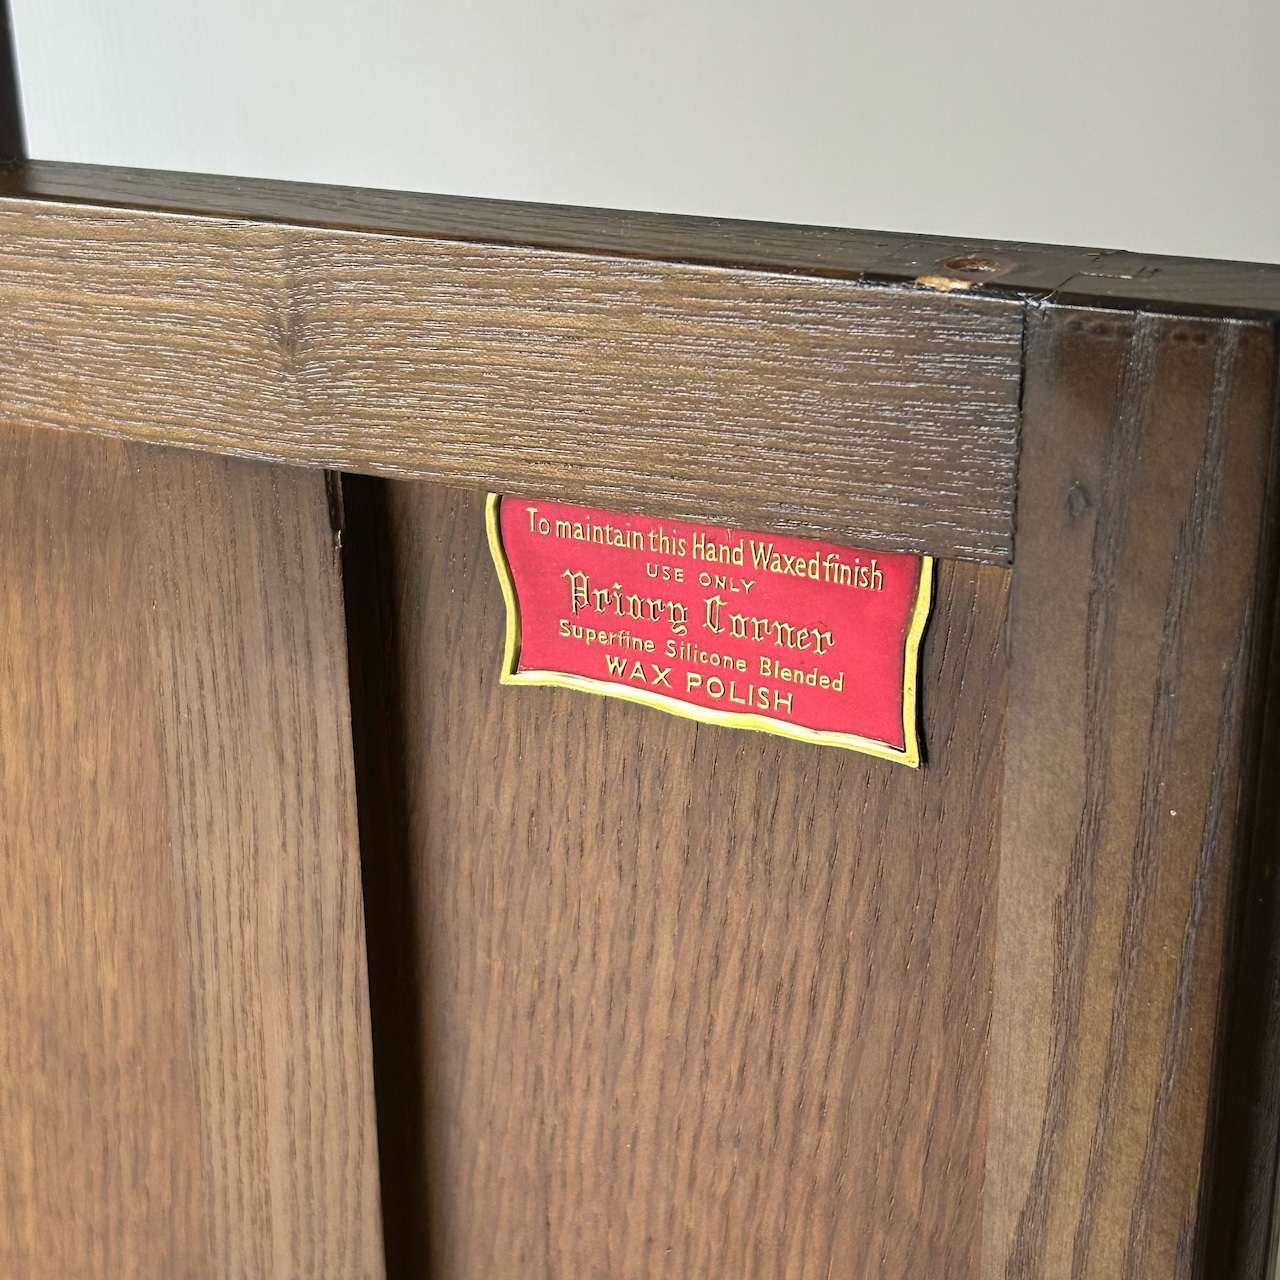 To maintain this Hand Waxed finish
USE ONLY
Priory Corner
Superfine Silicone Blended
WAX POLISH